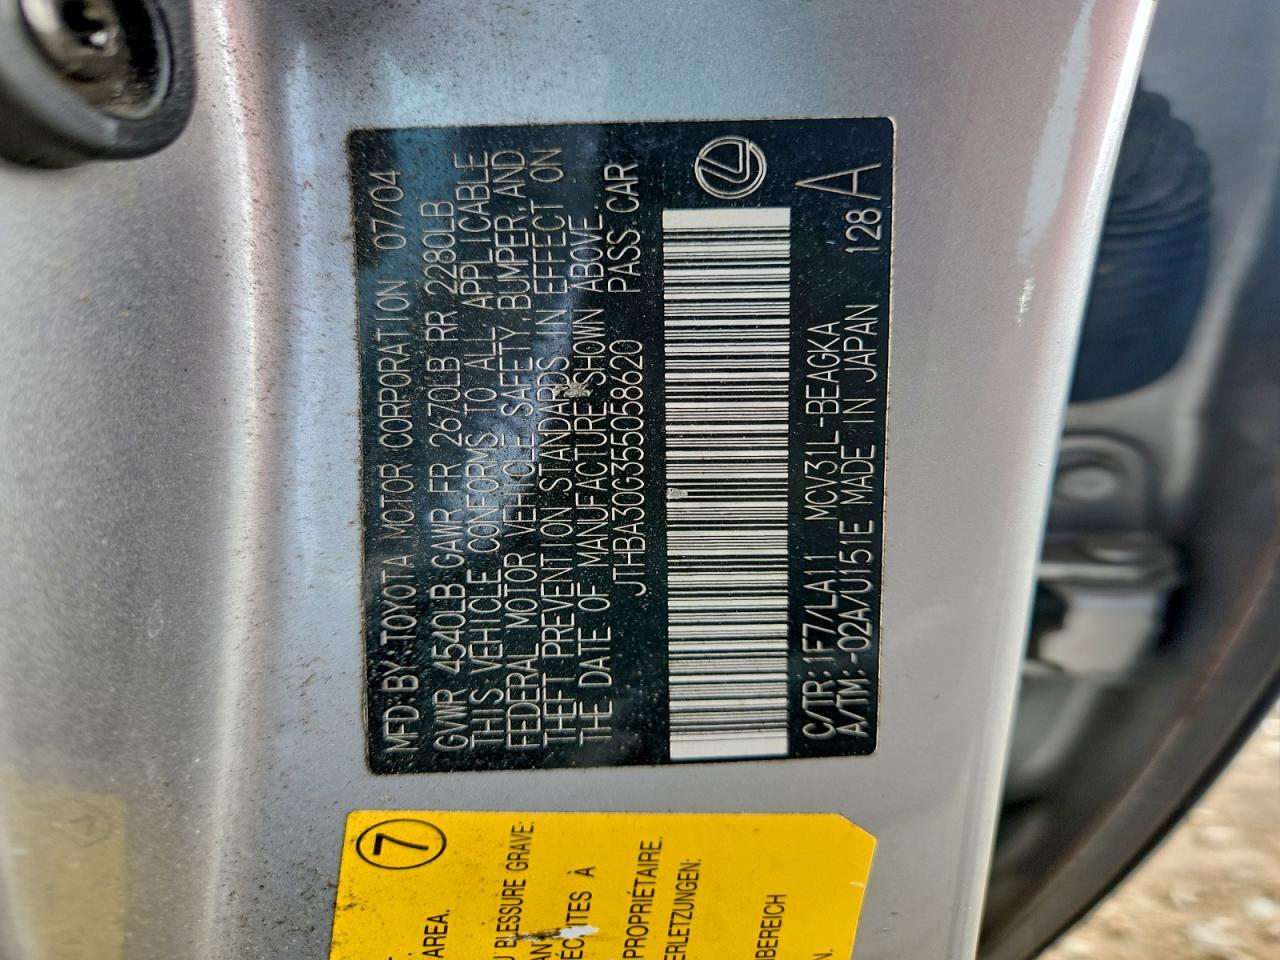 MFD.BY:TOYOTA MOTOR CORPORATION 07/04
GVWR 4540LB GAWR FR 2670LB RR 2280LB
THIS VEHICLE CONFORMS TO ALL APPLICABLE
FEDERAL MOTOR VEHICLE SAFETY, BUMPER, AND
THEFT PREVENTION STANDARDS IN EFFECT ON
THE DATE OF MANUFACTURE SHOWN ABOVE.
JTHBA30G355058620 PASS. CAR
C/TR: 1F7/LA11 MCV31L-BEAGKA
A/TM: -02A/U151E MADE IN JAPAN 128 A
7
AREA.
U BLESSURE GRAVE:
ITES À
PROPRIÉTAIRE.
ERLETZUNGEN:
BEREICH
N.